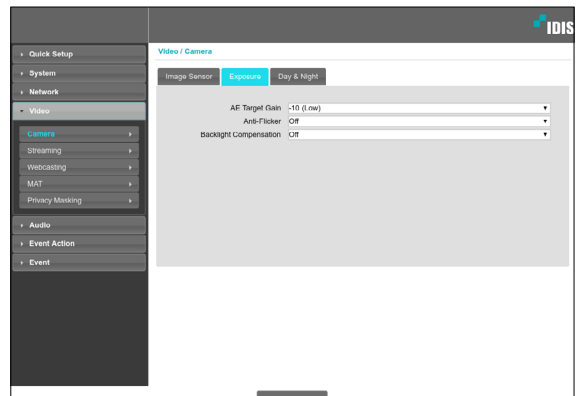 IDIS
Quick Setup
System
Network
Video
Camera
Streaming
Webcasting
MAT
Privacy Masking
Audio
Event Action
Event
Video / Camera
Image Sensor Exposure Day & Night
AE Target Gain -10 (Low)
Anti-Flicker Off
Backlight Compensation Off